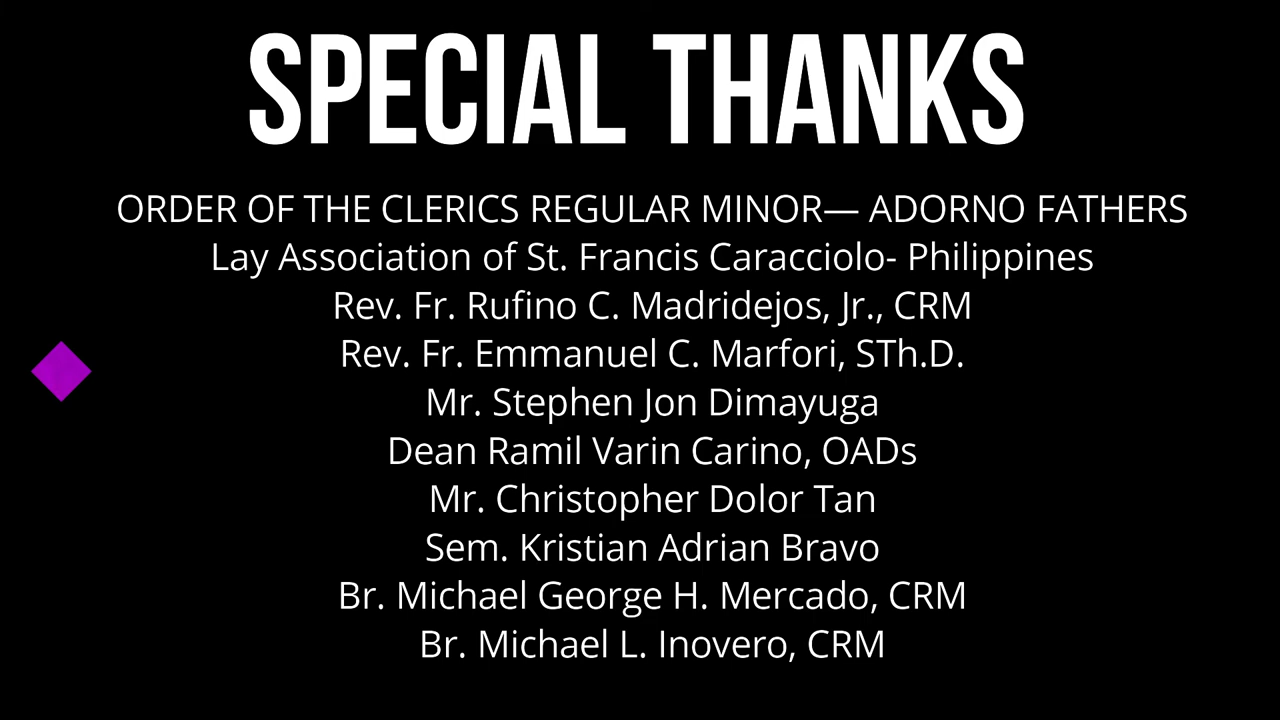 SPECIAL THANKS
ORDER OF THE CLERICS REGULAR MINOR— ADORNO FATHERS
Lay Association of St. Francis Caracciolo- Philippines
Rev. Fr. Rufino C. Madridejos, Jr., CRM
Rev. Fr. Emmanuel C. Marfori, STh.D.
Mr. Stephen Jon Dimayuga
Dean Ramil Varin Carino, OADs
Mr. Christopher Dolor Tan
Sem. Kristian Adrian Bravo
Br. Michael George H. Mercado, CRM
Br. Michael L. Inovero, CRM